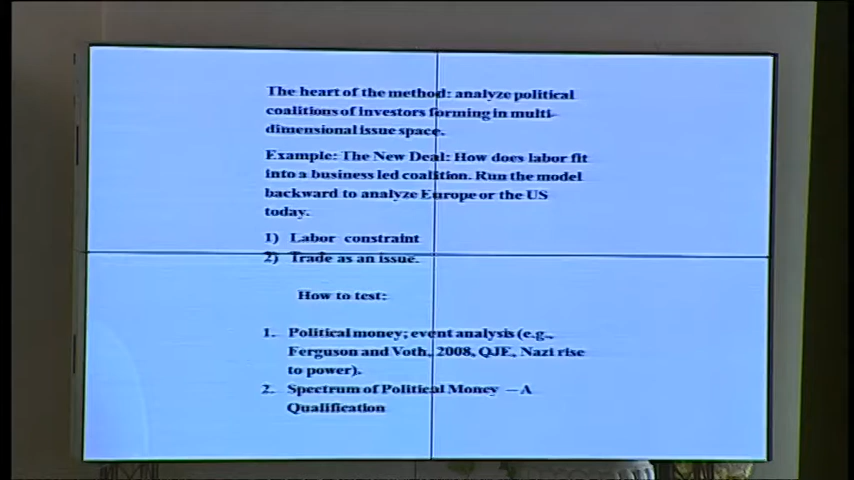 The heart of the method: analyze political
coalitions of investors forming in multi-
dimensional issue space.
Example: The New Deal: How does labor fit
into a business led coalition. Run the model
backward to analyze Europe or the US
today.
1) Labor constraint
2) Trade as an issue.
How to test:
1. Political money; event analysis (e.g.,
Ferguson and Voth, 2008, QJE, Nazi rise
to power).
2. Spectrum of Political Money – A
Qualification